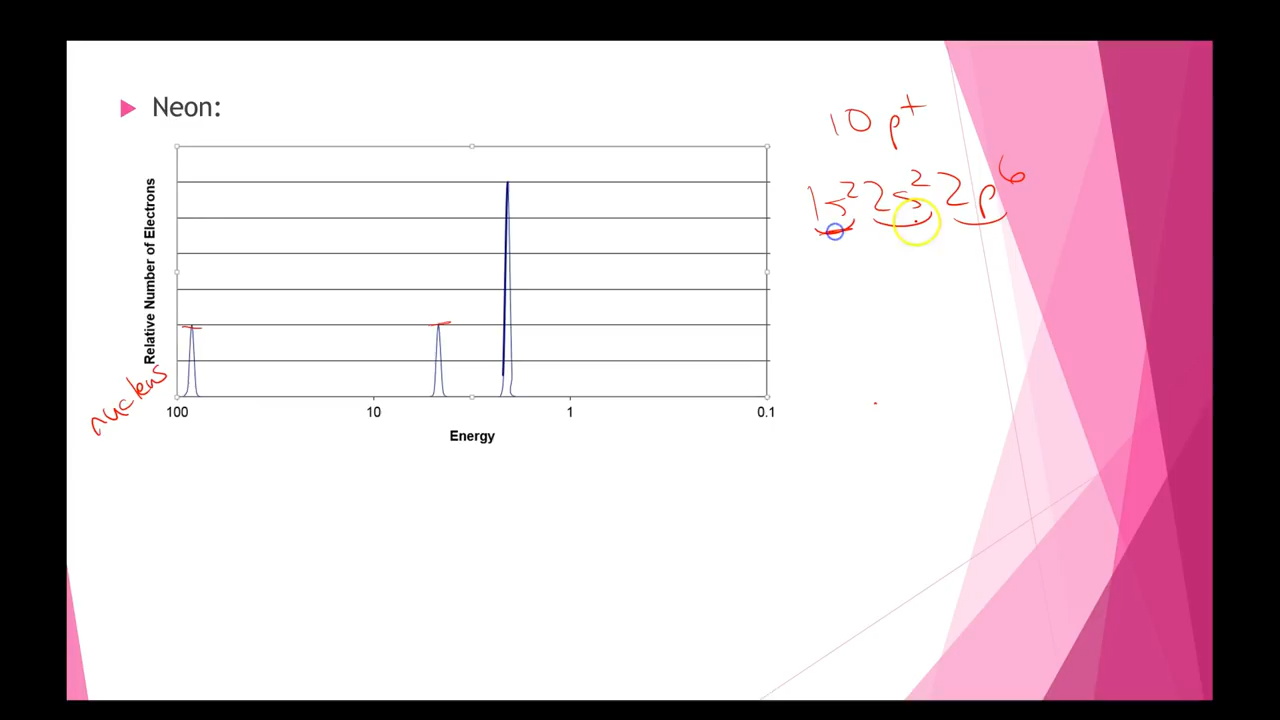 Neon:
10 p+
1s² 2s² 2p⁶
Relative Number of Electrons
nucleus
100 10 1 0.1
Energy